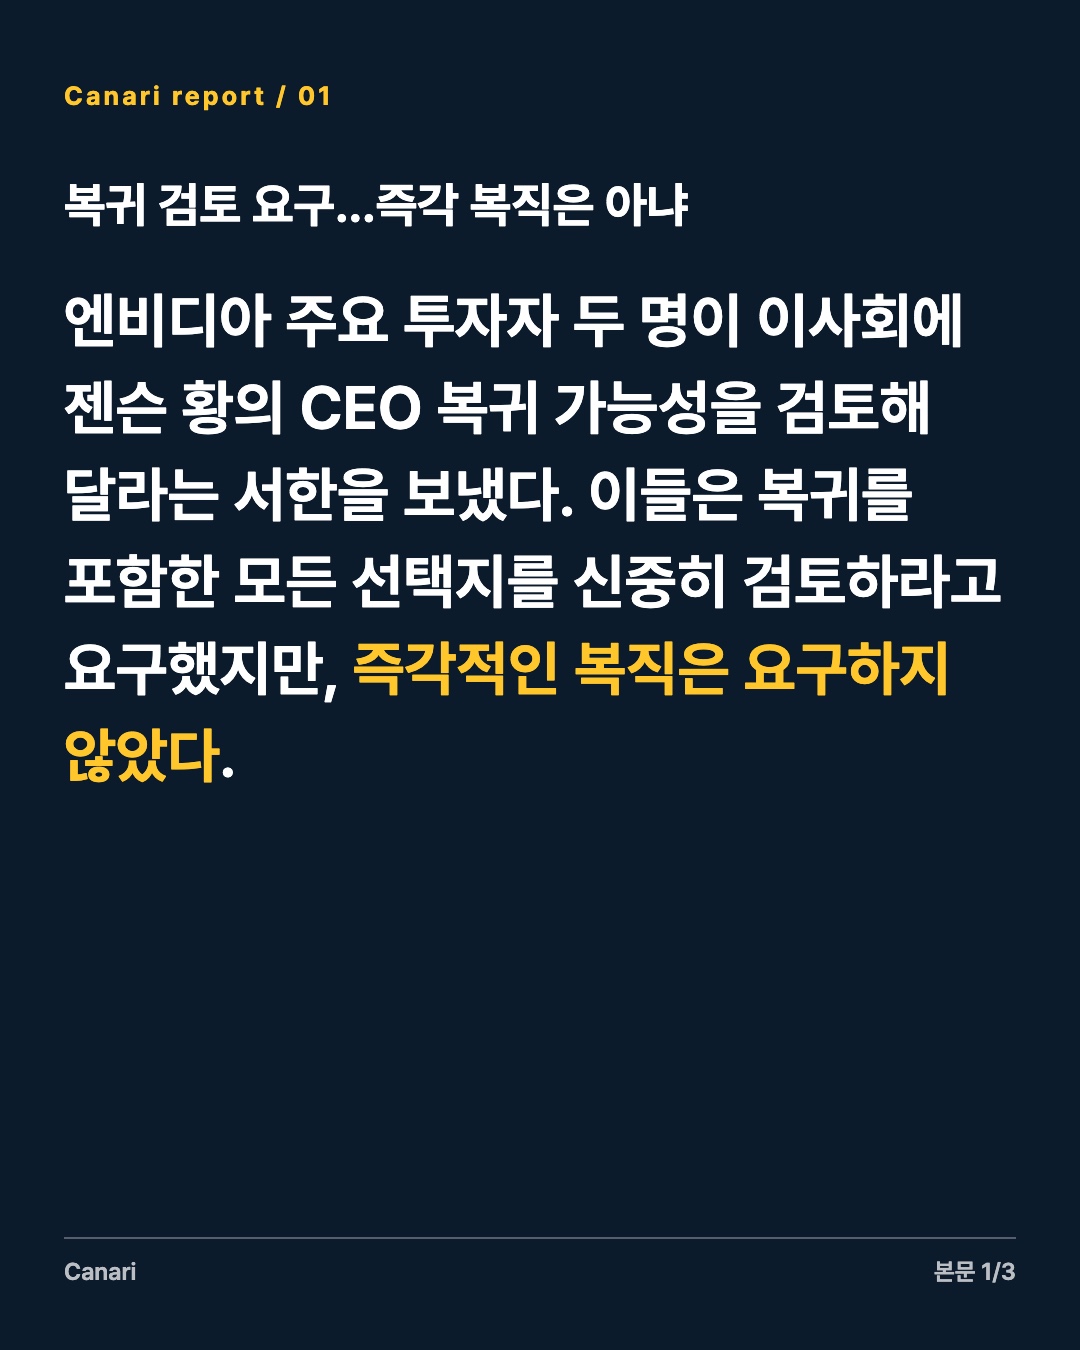 Canari report / 01
복귀 검토 요구...즉각 복직은 아냐
엔비디아 주요 투자자 두 명이 이사회에
젠슨 황의 CEO 복귀 가능성을 검토해
달라는 서한을 보냈다. 이들은 복귀를
포함한 모든 선택지를 신중히 검토하라고
요구했지만, 즉각적인 복직은 요구하지
않았다.
Canari
본문 1/3